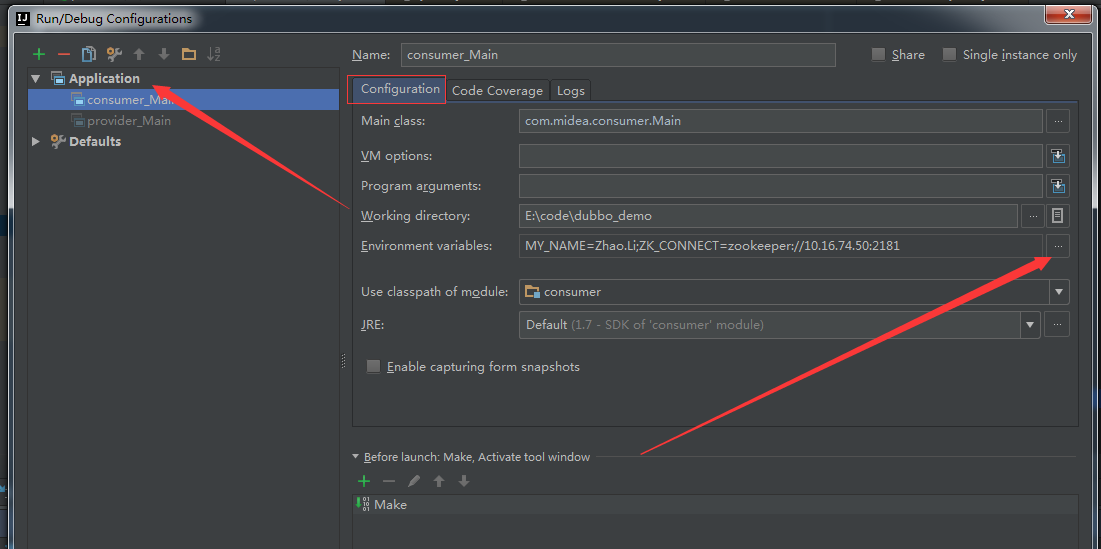 IJ Run/Debug Configurations
Name: consumer_Main Share Single instance only
Application
consumer_Main
provider_Main
Defaults
Configuration Code Coverage Logs
Main class: com.midea.consumer.Main ...
VM options:
Program arguments:
Working directory: E:\code\dubbo_demo ...
Environment variables: MY_NAME=Zhao.Li;ZK_CONNECT=zookeeper://10.16.74.50:2181 ...
Use classpath of module: consumer
JRE: Default (1.7 - SDK of 'consumer' module) ...
Enable capturing form snapshots
Before launch: Make, Activate tool window
Make